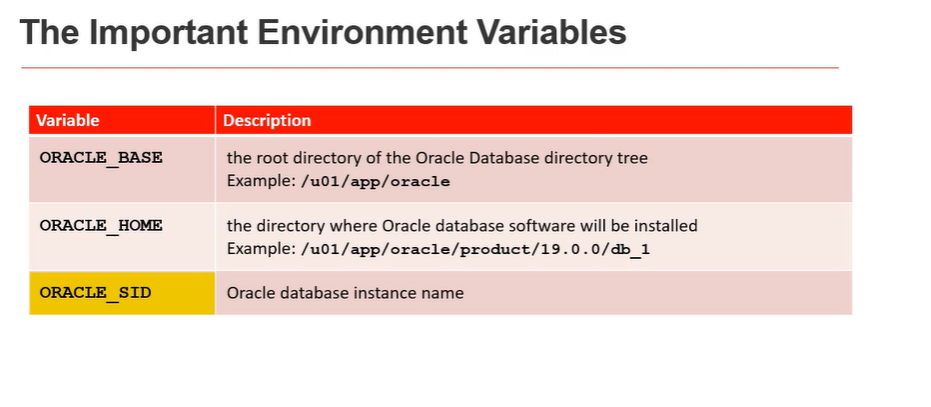 The Important Environment Variables
Variable Description
ORACLE_BASE the root directory of the Oracle Database directory tree
Example: /u01/app/oracle
ORACLE_HOME the directory where Oracle database software will be installed
Example: /u01/app/oracle/product/19.0.0/db_1
ORACLE_SID Oracle database instance name